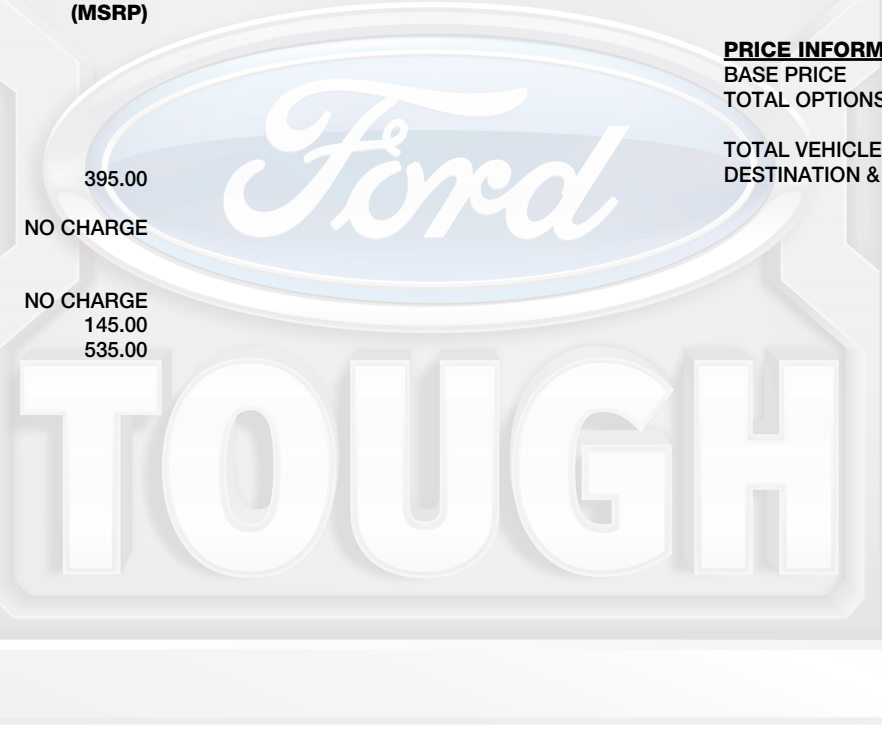 (MSRP)
395.00
NO CHARGE
NO CHARGE
145.00
535.00
PRICE INFORM
BASE PRICE
TOTAL OPTIONS
TOTAL VEHICLE
DESTINATION &
Ford
TOUGH